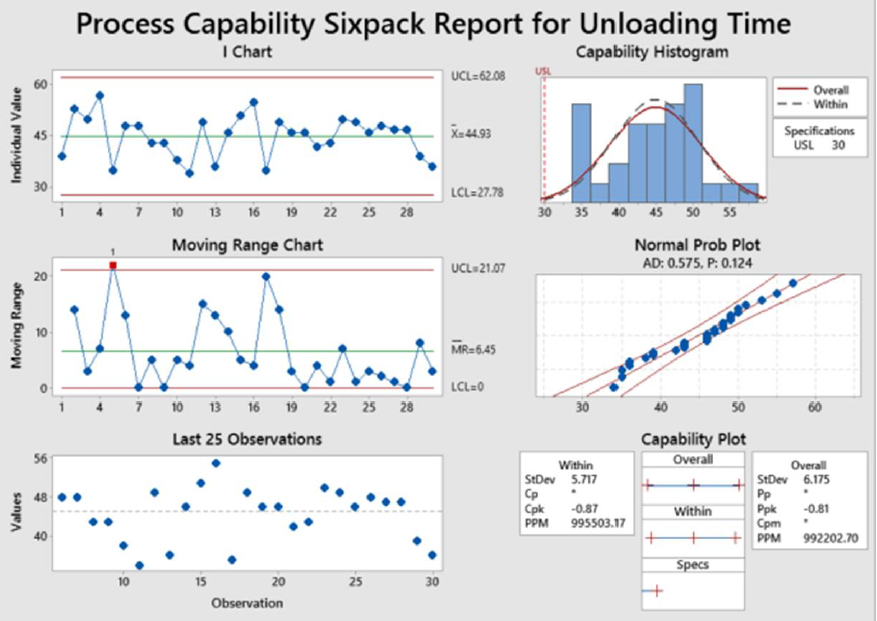 Process Capability Sixpack Report for Unloading Time
I Chart
Individual Value
60
45
30
UCL=62.08
X̄=44.93
LCL=27.78
1 4 7 9 13 16 19 22 25 28
Capability Histogram
USL
30 35 40 45 50 55
Overall
Within
Specifications
USL 30
Moving Range Chart
Moving Range
20
10
0
1
UCL=21.07
M̅R̅=6.45
LCL=0
1 4 7 9 13 16 19 22 25 28
Normal Prob Plot
AD: 0.575, P: 0.124
30 40 50 60
Last 25 Observations
Values
56
48
40
10 15 20 25 30
Observation
Capability Plot
Within
StDev 5.717
Cp *
Cpk -0.87
PPM 995503.17
Overall
Within
Specs
Overall
StDev 6.175
Pp *
Ppk -0.81
Cpm *
PPM 992202.70